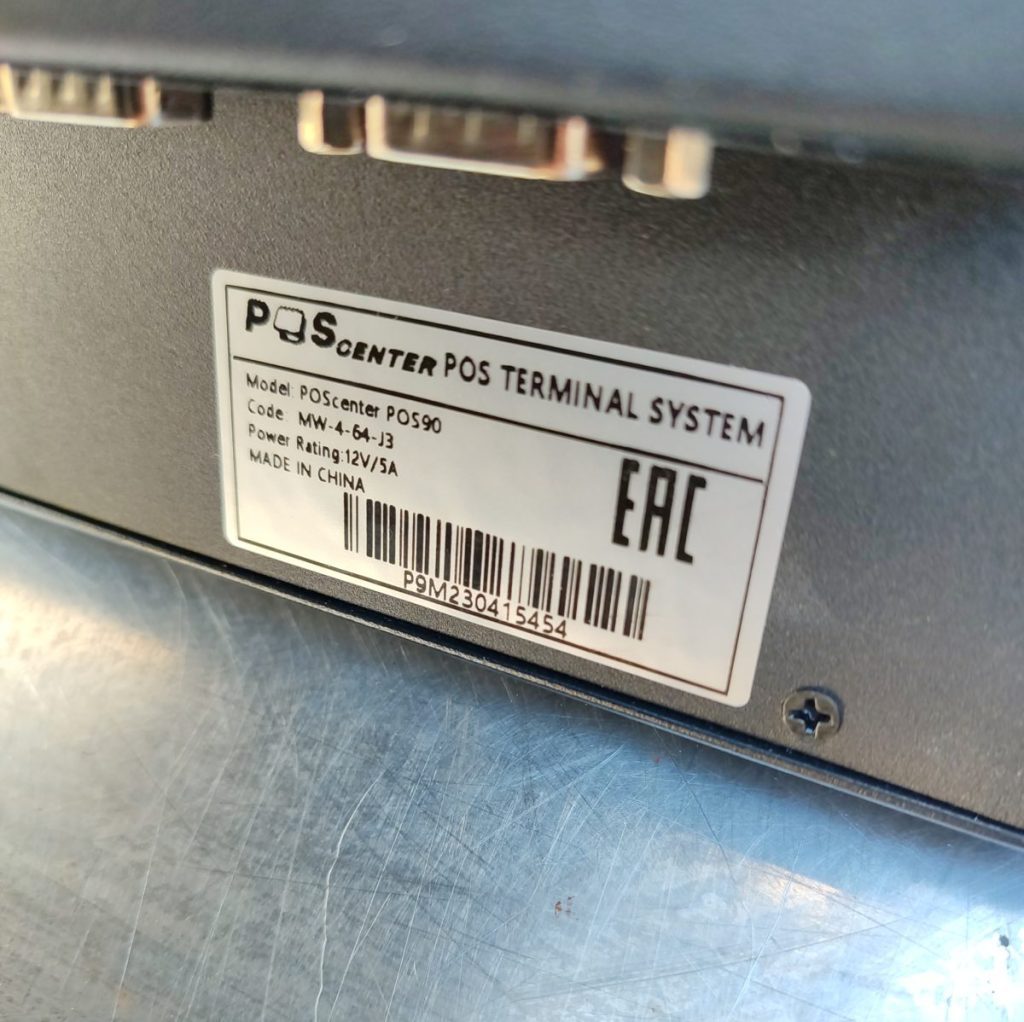 POSCENTER POS TERMINAL SYSTEM
Model: POScenter POS90
Code: MW-4-64-J3
Power Rating:12V/5A
MADE IN CHINA
EAC
P9M230415454